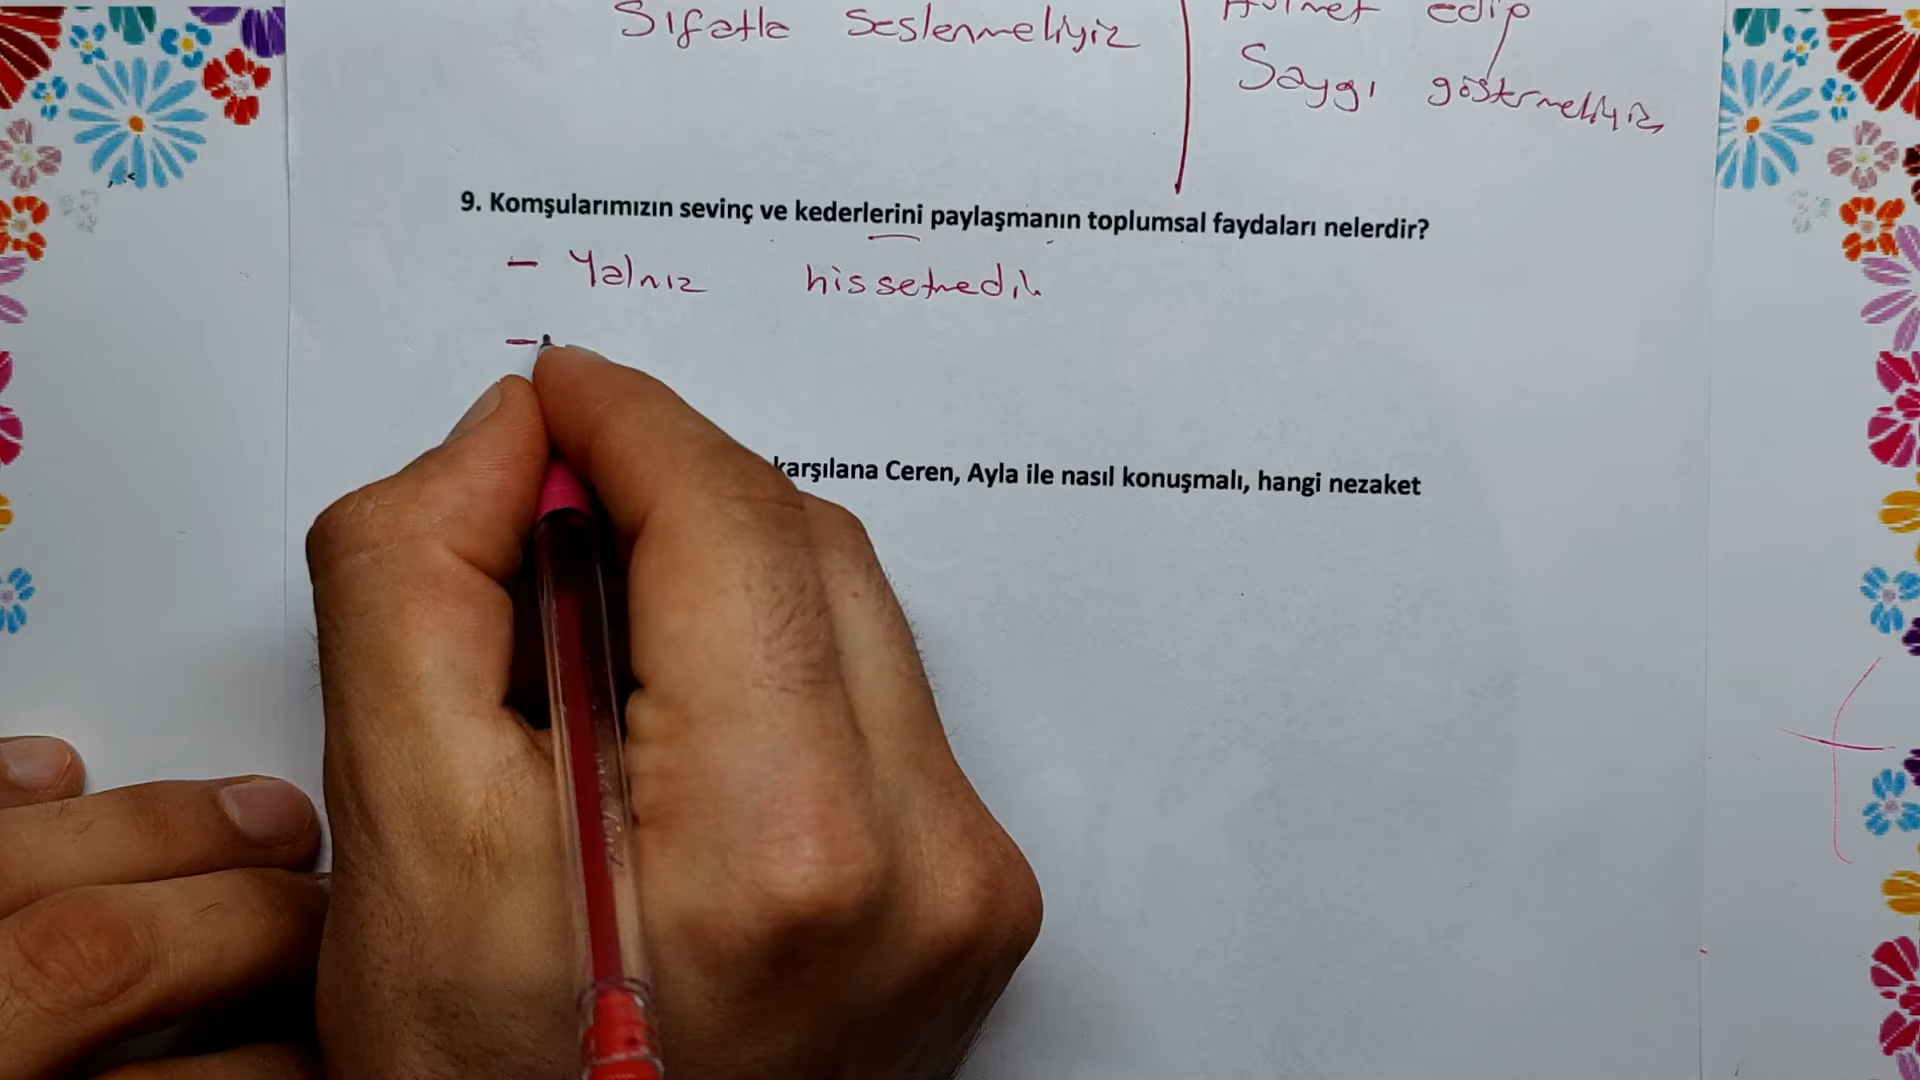 Sıfatla seslenmeliyiz
edip
Saygı göstermeliyiz
9. Komşularımızın sevinç ve kederlerini paylaşmanın toplumsal faydaları nelerdir?
- Yalnız hissetmedik
-
karşılana Ceren, Ayla ile nasıl konuşmalı, hangi nezaket